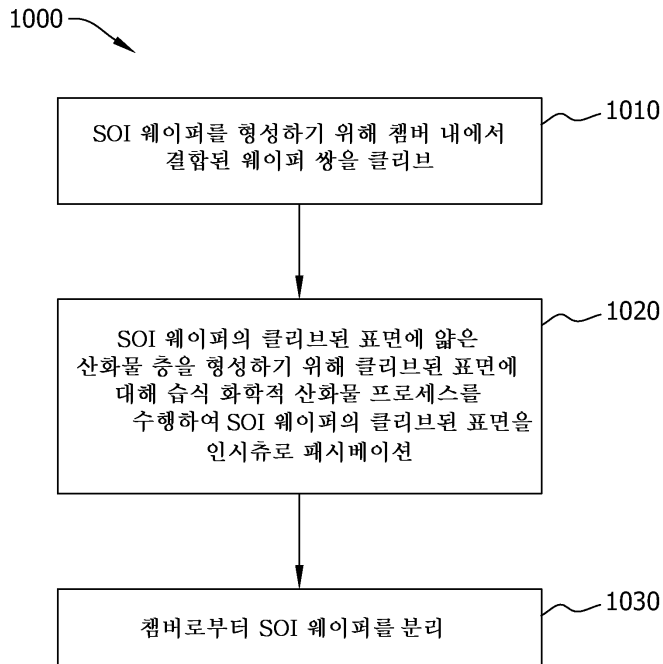 1000
SOI 웨이퍼를 형성하기 위해 챔버 내에서
결합된 웨이퍼 쌍을 클리브
1010
SOI 웨이퍼의 클리브된 표면에 얇은
산화물 층을 형성하기 위해 클리브된 표면에
대해 습식 화학적 산화물 프로세스를
수행하여 SOI 웨이퍼의 클리브된 표면을
인시츄로 패시베이션
1020
챔버로부터 SOI 웨이퍼를 분리
1030